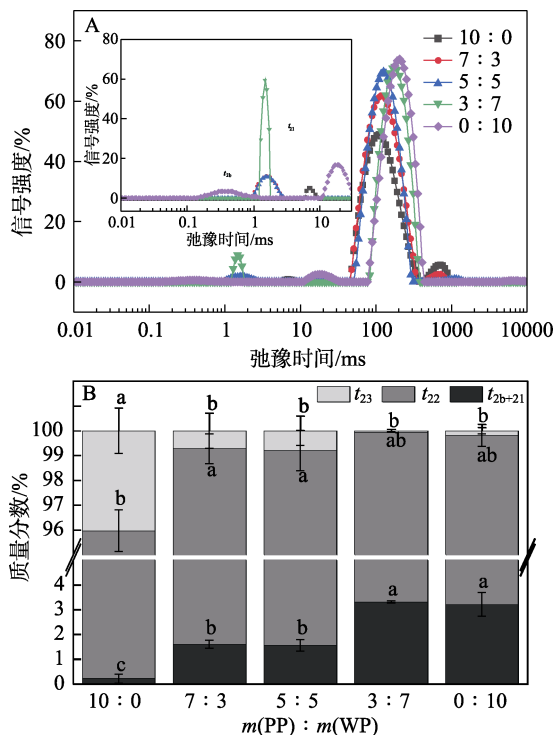 A
10∶0
7∶3
5∶5
3∶7
0∶10
信号强度/%
80
60
40
20
0
0.01 0.1 1 10 100 1000 10000
弛豫时间/ms
信号强度/%
80
60
40
20
0
t2b
t21
0.01 0.1 1 10
弛豫时间/ms
B
t23 t22 t2b+21
质量分数/%
100
99
98
97
96
4
3
2
1
0
a b b b b
b a a ab ab
c b b a a
10∶0 7∶3 5∶5 3∶7 0∶10
m(PP)∶m(WP)